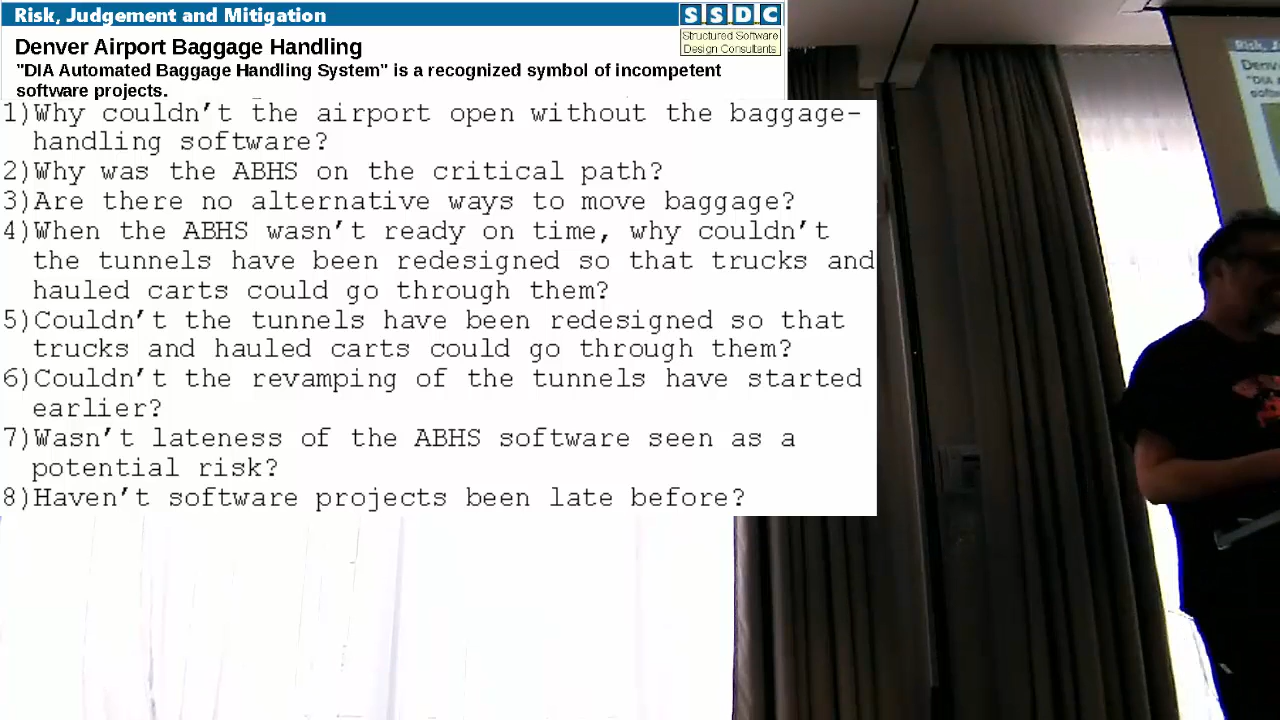 Risk, Judgement and Mitigation
SSDC
Structured Software
Design Consultants
Denver Airport Baggage Handling
"DIA Automated Baggage Handling System" is a recognized symbol of incompetent
software projects.
1)Why couldn't the airport open without the baggage-
handling software?
2)Why was the ABHS on the critical path?
3)Are there no alternative ways to move baggage?
4)When the ABHS wasn't ready on time, why couldn't
the tunnels have been redesigned so that trucks and
hauled carts could go through them?
5)Couldn't the tunnels have been redesigned so that
trucks and hauled carts could go through them?
6)Couldn't the revamping of the tunnels have started
earlier?
7)Wasn't lateness of the ABHS software seen as a
potential risk?
8)Haven't software projects been late before?
Risk, J
Denv
"DIA A
softw